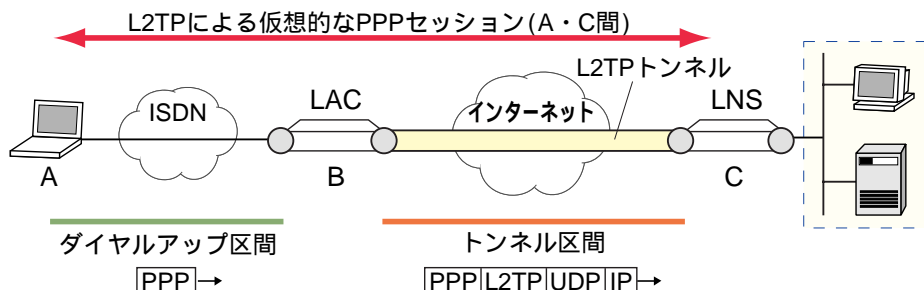 L2TPによる仮想的なPPPセッション(A・C間)
L2TPトンネル
ISDN
LAC
インターネット
LNS
A
B
C
ダイヤルアップ区間
トンネル区間
PPP
PPP L2TP UDP IP